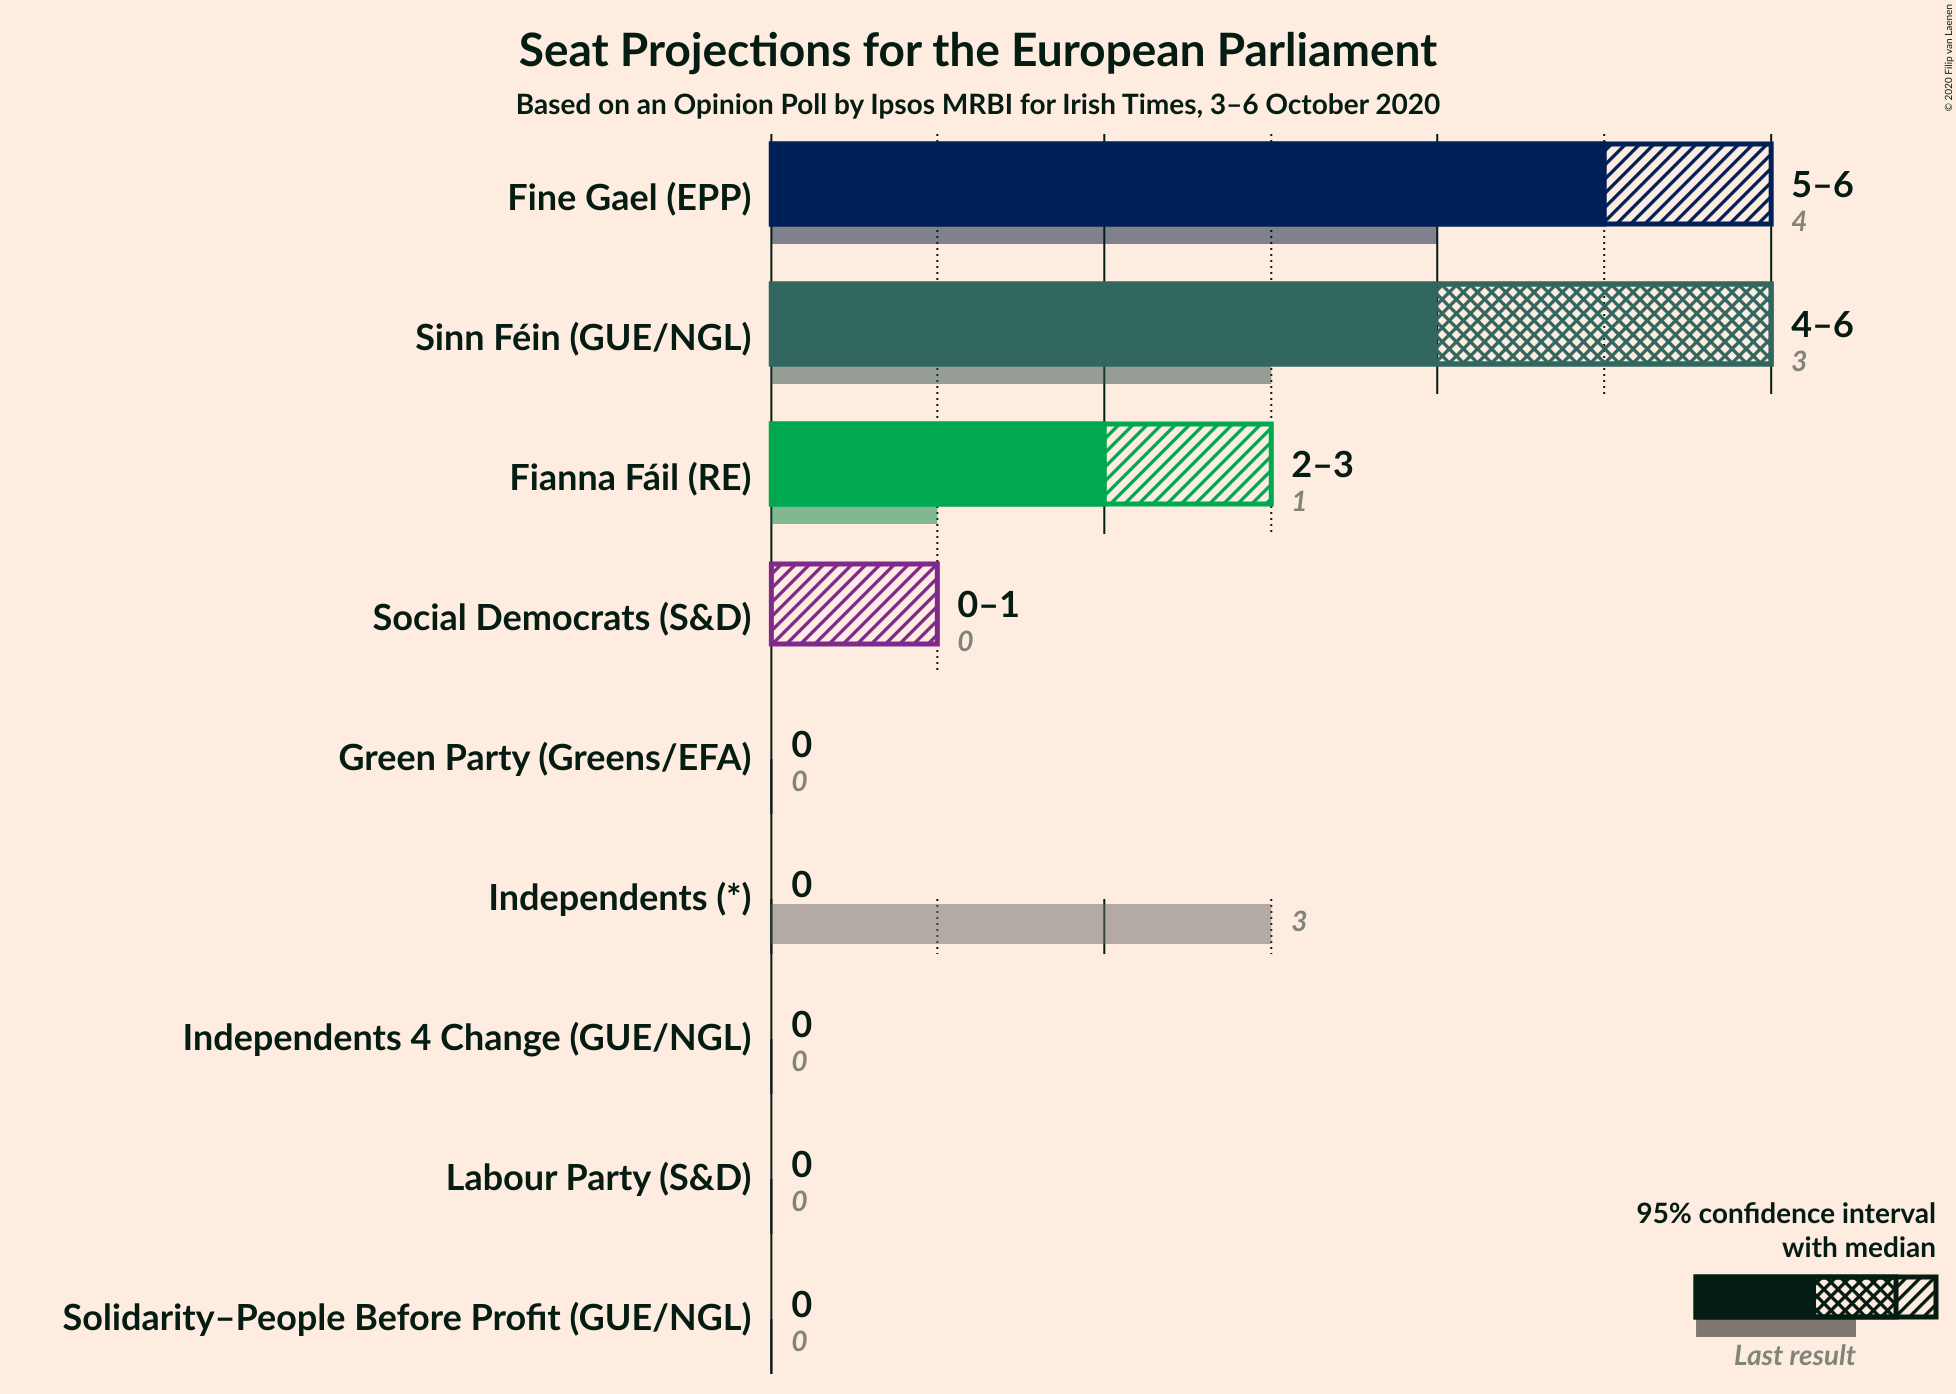 Seat Projections for the European Parliament
Based on an Opinion Poll by Ipsos MRBI for Irish Times, 3–6 October 2020
© 2020 Filip van Laenen
Fine Gael (EPP)
5–6
4
Sinn Féin (GUE/NGL)
4–6
3
Fianna Fáil (RE)
2–3
1
Social Democrats (S&D)
0–1
0
Green Party (Greens/EFA)
0
0
Independents (*)
0
3
Independents 4 Change (GUE/NGL)
0
0
Labour Party (S&D)
0
0
Solidarity–People Before Profit (GUE/NGL)
0
0
95% confidence interval
with median
Last result